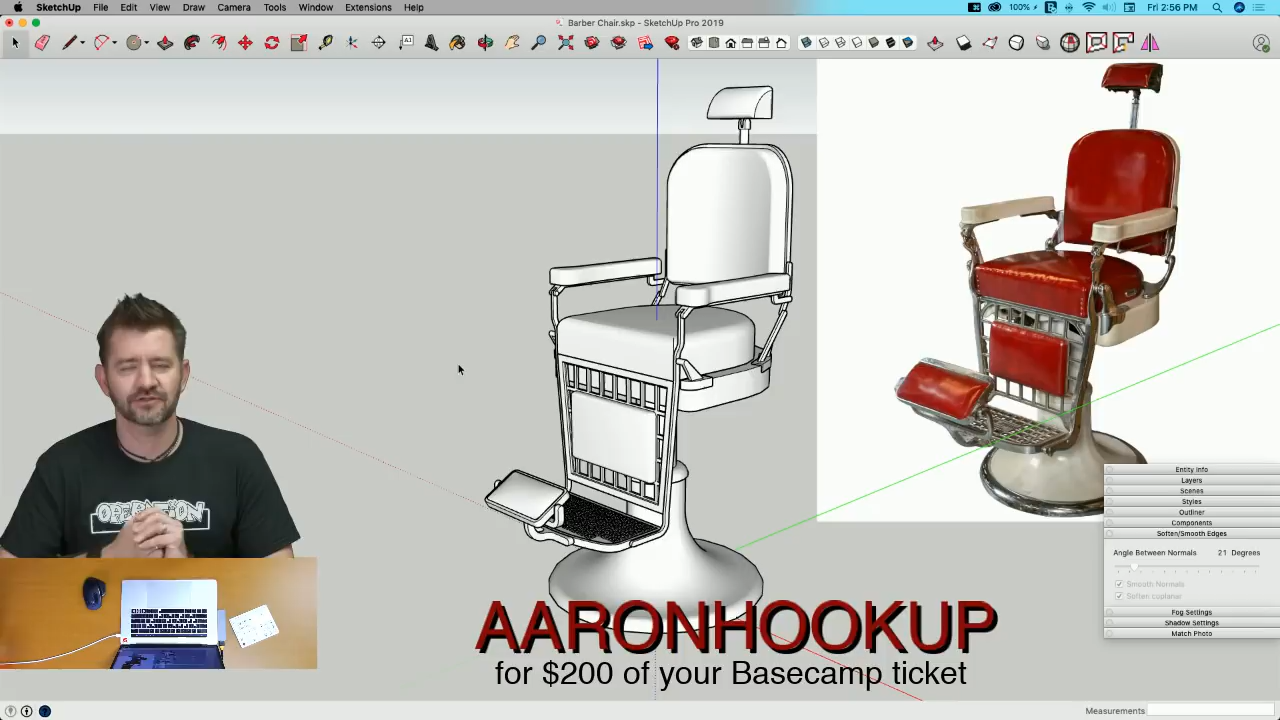 SketchUp File Edit View Draw Camera Tools Window Extensions Help
100% Fri 2:56 PM
Barber Chair.skp - SketchUp Pro 2019
Entity Info
Layers
Scenes
Styles
Outliner
Components
Soften/Smooth Edges
Angle Between Normals 21 Degrees
Smooth Normals
Soften coplanar
Fog Settings
Shadow Settings
Match Photo
OPERATION
AARONHOOKUP
for $200 of your Basecamp ticket
Measurements